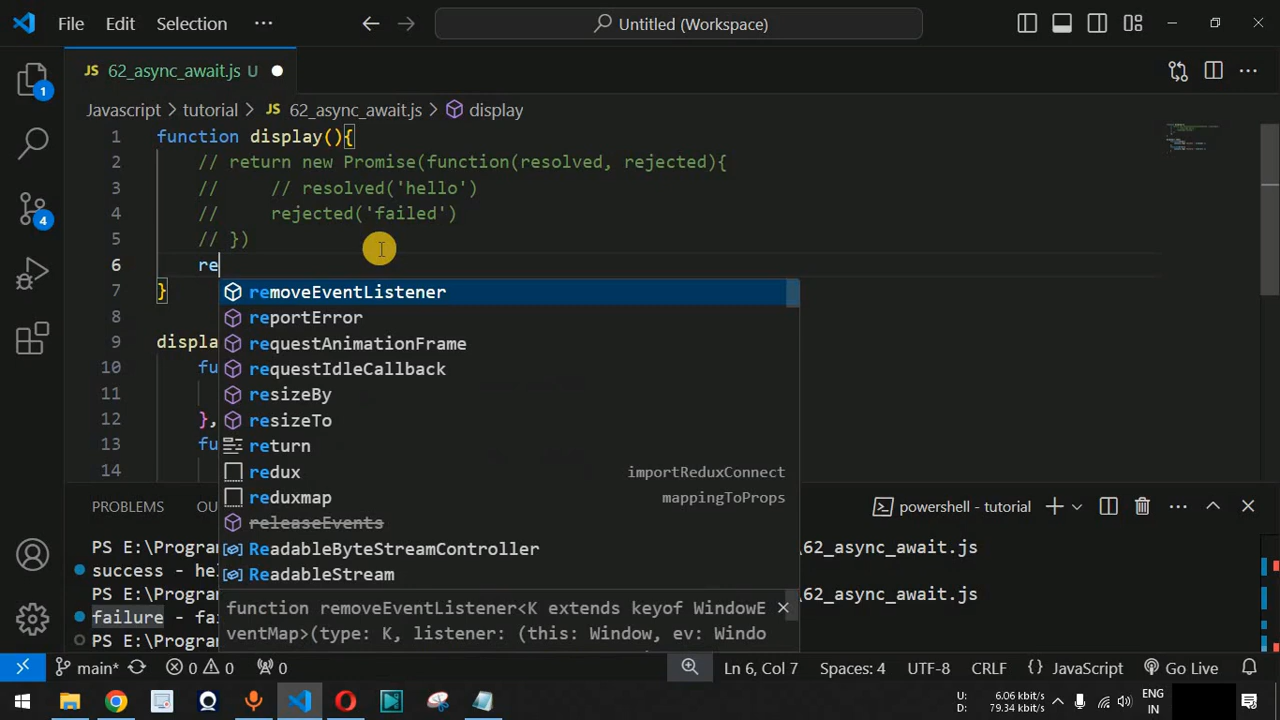 File Edit Selection ··· Untitled (Workspace)
JS 62_async_await.js U
Javascript tutorial JS 62_async_await.js display
1 function display(){
2 // return new Promise(function(resolved, rejected){
3 // // resolved('hello')
4 // rejected('failed')
5 // })
6 re
7 }
8
9 displa
10 fu
11
12 },
13 fu
14
removeEventListener
reportError
requestAnimationFrame
requestIdleCallback
resizeBy
resizeTo
return
redux importReduxConnect
reduxmap mappingToProps
releaseEvents
ReadableByteStreamController
ReadableStream
function removeEventListener<K extends keyof WindowE
ventMap>(type: K, listener: (this: Window, ev: Windo
PROBLEMS OU powershell - tutorial
PS E:\Progra \62_async_await.js
success - he
PS E:\Progra \62_async_await.js
failure - fa
PS E:\Progra
1
4
main* 0 0 0 Ln 6, Col 7 Spaces: 4 UTF-8 CRLF {} JavaScript Go Live
U: 6.06 kbit/s
D: 79.34 kbit/s
ENG
IN